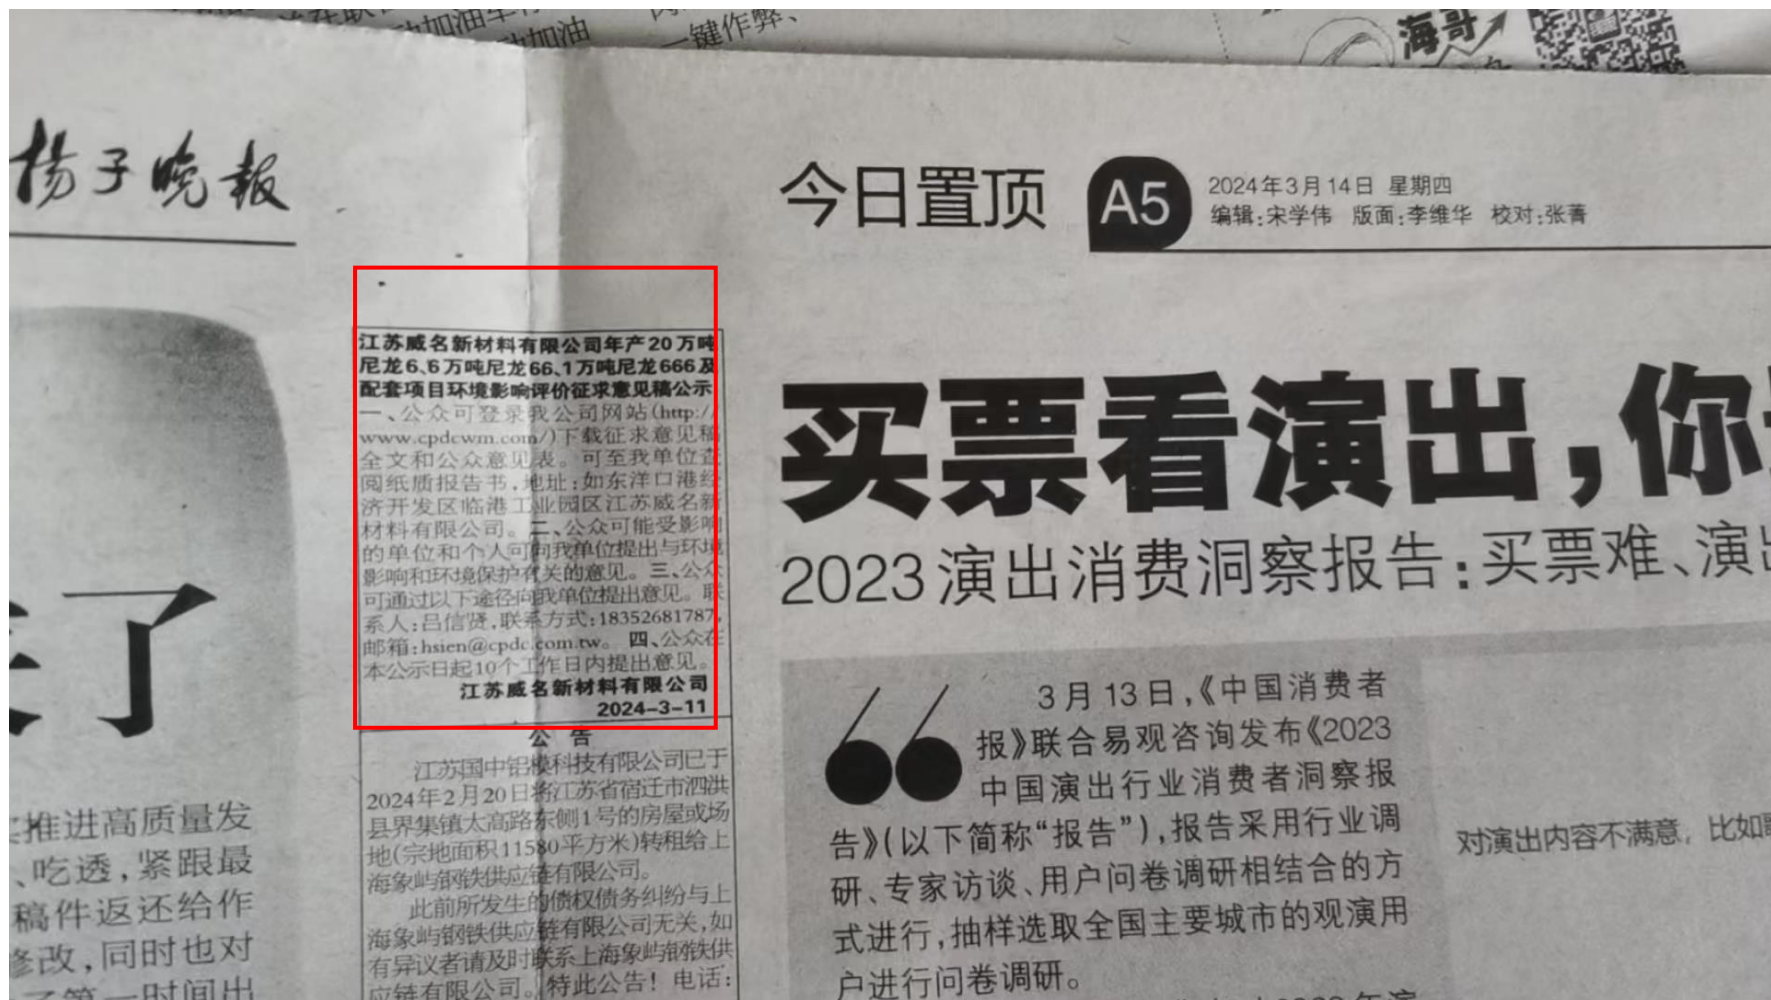 动加油
一键作弊、
海哥
扬子晚报
今日置顶
A5
2024年3月14日 星期四
编辑:宋学伟 版面:李维华 校对:张菁
江苏威名新材料有限公司年产20万吨
尼龙6、6万吨尼龙66、1万吨尼龙666及
配套项目环境影响评价征求意见稿公示
一、公众可登录我公司网站(http://
www.cpdcwm.com/)下载征求意见稿
全文和公众意见表。可至我单位查
阅纸质报告书,地址:如东洋口港经
济开发区临港工业园区江苏威名新
材料有限公司。二、公众可能受影响
的单位和个人可向我单位提出与环境
影响和环境保护有关的意见。三、公众
可通过以下途径向我单位提出意见。联
系人:吕信贤,联系方式:18352681787,
邮箱:hsien@cpdc.com.tw。四、公众在
本公示日起10个工作日内提出意见。
江苏威名新材料有限公司
2024-3-11
公 告
江苏国中铝模科技有限公司已于
2024年2月20日将江苏省宿迁市泗洪
县界集镇太高路东侧1号的房屋或场
地(宗地面积11580平方米)转租给上
海象屿钢铁供应链有限公司。
此前所发生的债权债务纠纷与上
海象屿钢铁供应链有限公司无关,如
有异议者请及时联系上海象屿钢铁供
应链有限公司。特此公告!电话:
了
推进高质量发
、吃透,紧跟最
稿件返还给作
修改,同时也对
第一时间出
买票看演出,你
2023演出消费洞察报告:买票难、演出
3月13日,《中国消费者
报》联合易观咨询发布《2023
中国演出行业消费者洞察报
告》(以下简称“报告”),报告采用行业调
研、专家访谈、用户问卷调研相结合的方
式进行,抽样选取全国主要城市的观演用
户进行问卷调研。
对演出内容不满意，比如